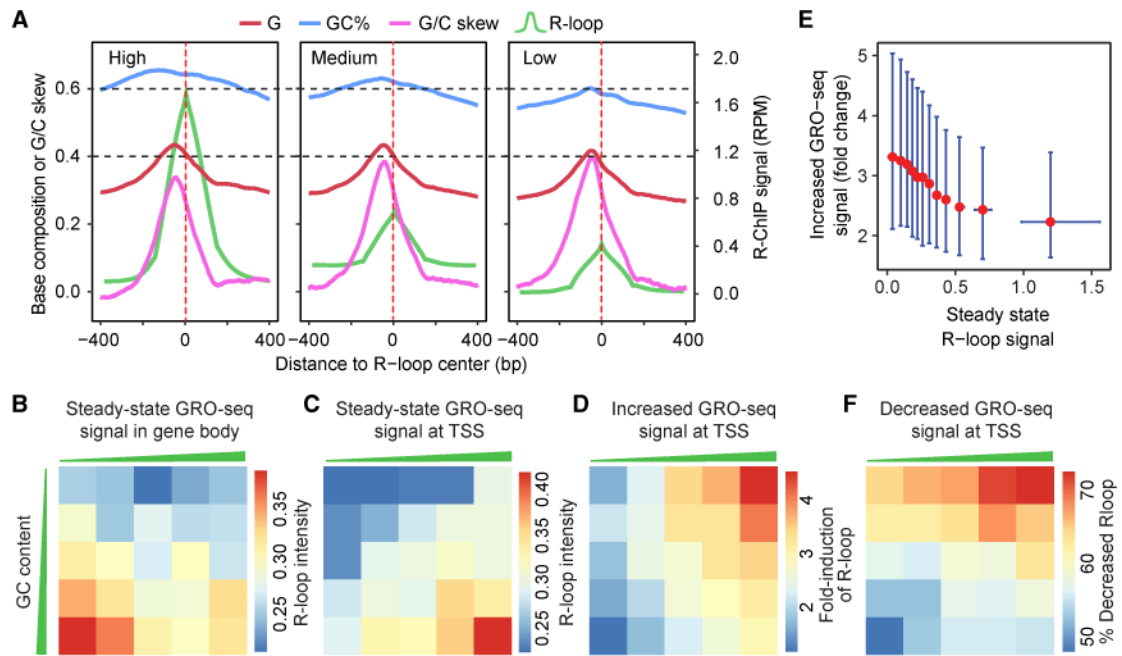 A
G
GC%
G/C skew
R-loop
High
Medium
Low
Base composition or G/C skew
0.6
0.4
0.2
0.0
2.0
1.6
1.2
0.8
0.4
0.0
R-ChIP signal (RPM)
−400 0 400
−400 0 400
−400 0 400
Distance to R−loop center (bp)
E
Increased GRO−seq
signal (fold change)
5
4
3
2
0.0 0.5 1.0 1.5
Steady state
R−loop signal
B
Steady-state GRO-seq
signal in gene body
GC content
0.35
0.30
0.25
R-loop intensity
C
Steady-state GRO-seq
signal at TSS
0.40
0.35
0.30
0.25
R-loop intensity
D
Increased GRO-seq
signal at TSS
4
3
2
Fold-induction
of R-loop
F
Decreased GRO-seq
signal at TSS
70
60
50
% Decreased Rloop